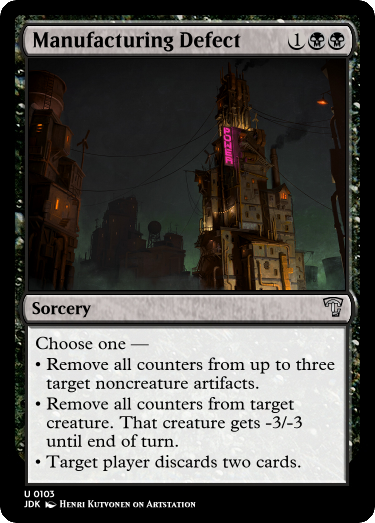 Manufacturing Defect 1
POWER
Sorcery
Choose one —
• Remove all counters from up to three
target noncreature artifacts.
• Remove all counters from target
creature. That creature gets -3/-3
until end of turn.
• Target player discards two cards.
U 0103
JDK Henri Kutvonen on Artstation